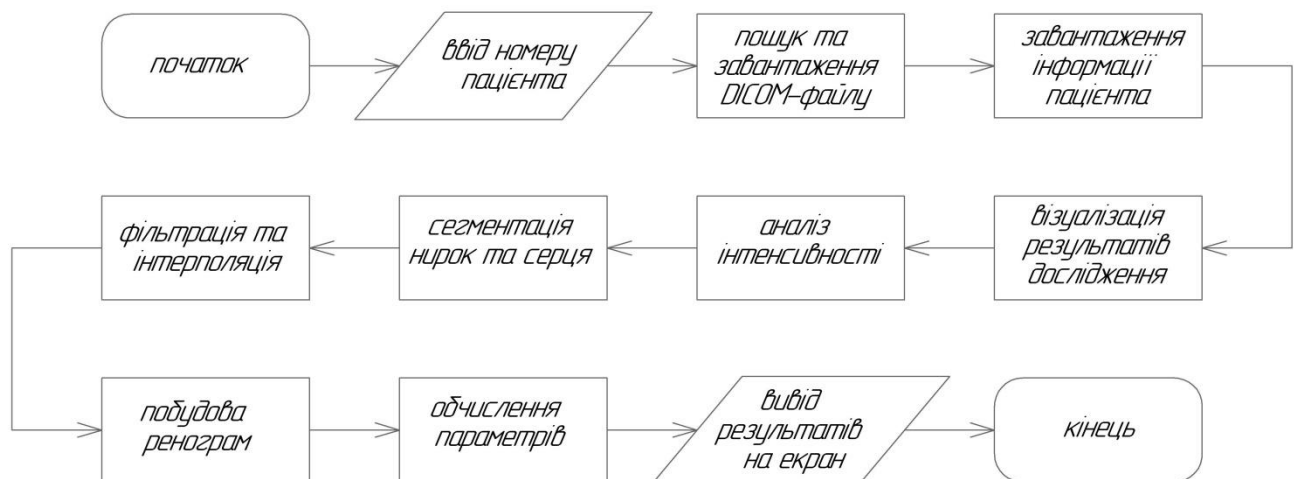 початок
ввід номеру
пацієнта
пошук та
завантаження
DICOM-файлу
завантаження
інформації
пацієнта
візуалізація
результатів
дослідження
аналіз
інтенсивності
сегментація
нирок та серця
фільтрація та
інтерполяція
побудова
ренограм
обчислення
параметрів
вивід
результатів
на екран
кінець